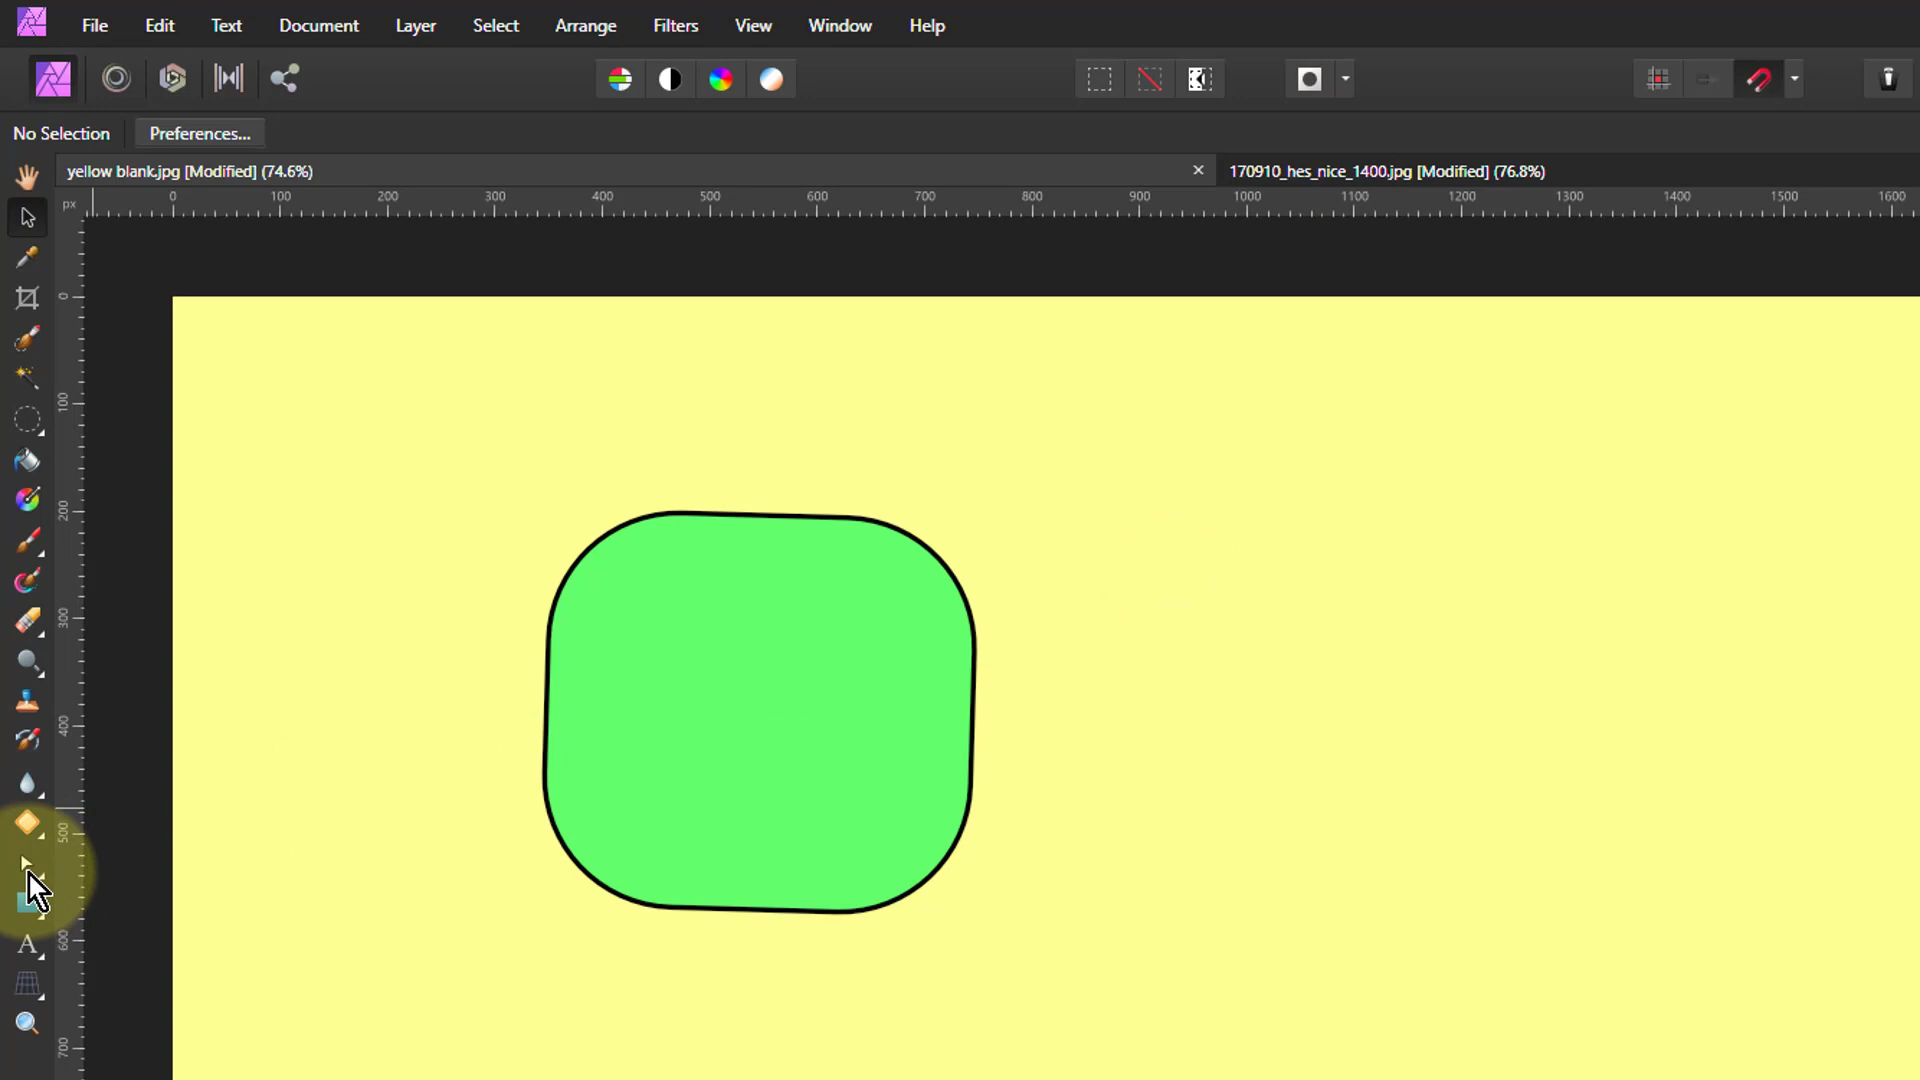 File Edit Text Document Layer Select Arrange Filters View Window Help
No Selection Preferences...
yellow blank.jpg [Modified] (74.6%) 170910_hes_nice_1400.jpg [Modified] (76.8%)
px 0 100 200 300 400 500 600 700 800 900 1000 1100 1200 1300 1400 1500 1600
0
100
200
300
400
500
600
700
A